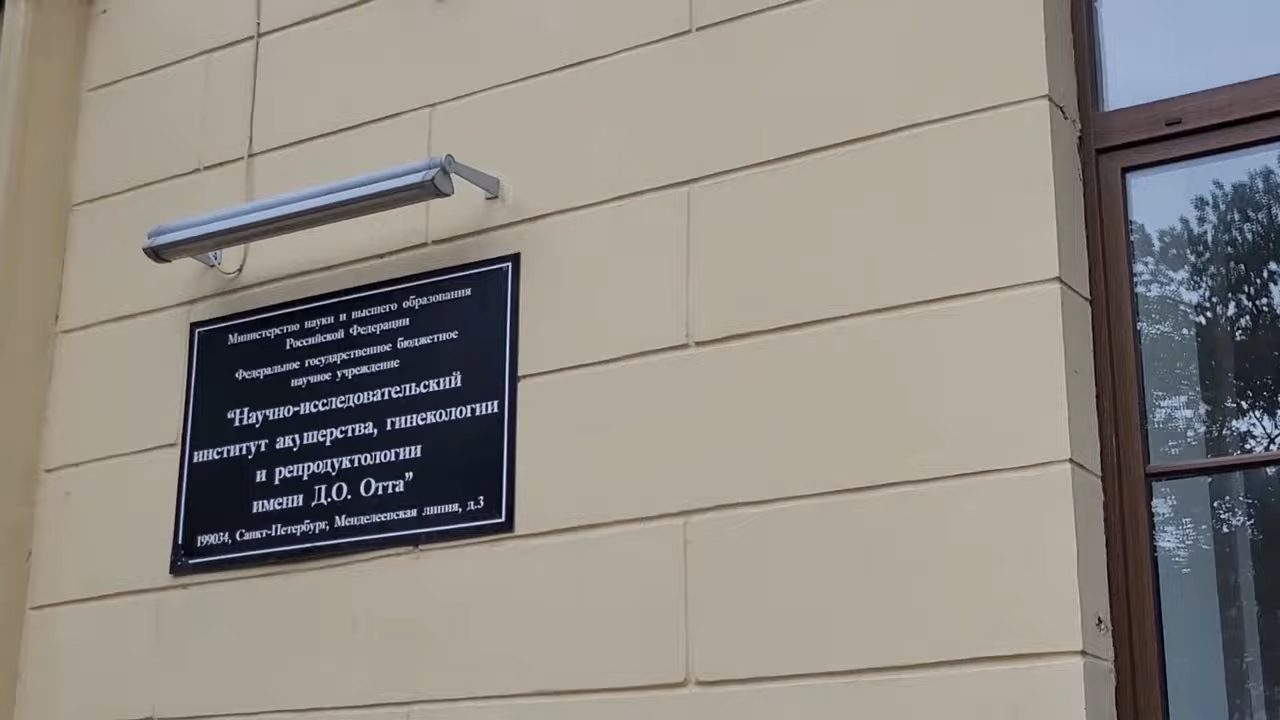 Министерство науки и высшего образования
Российской Федерации
Федеральное государственное бюджетное
научное учреждение
“Научно-исследовательский
институт акушерства, гинекологии
и репродуктологии
имени Д.О. Отта”
199034, Санкт-Петербург, Менделеевская линия, д.3